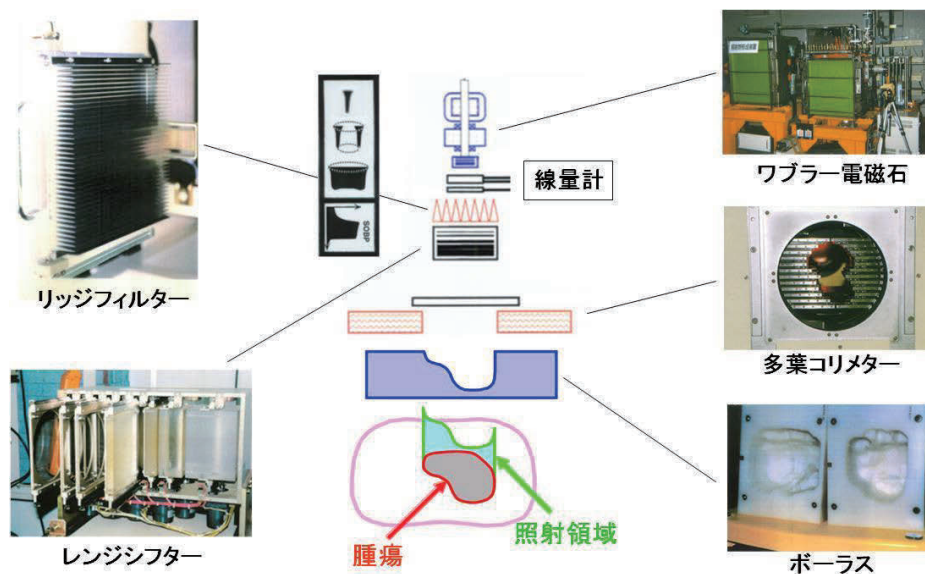 ワブラー電磁石
線量計
SOBP
リッジフィルター
多葉コリメター
レンジシフター
腫瘍
照射領域
ボーラス